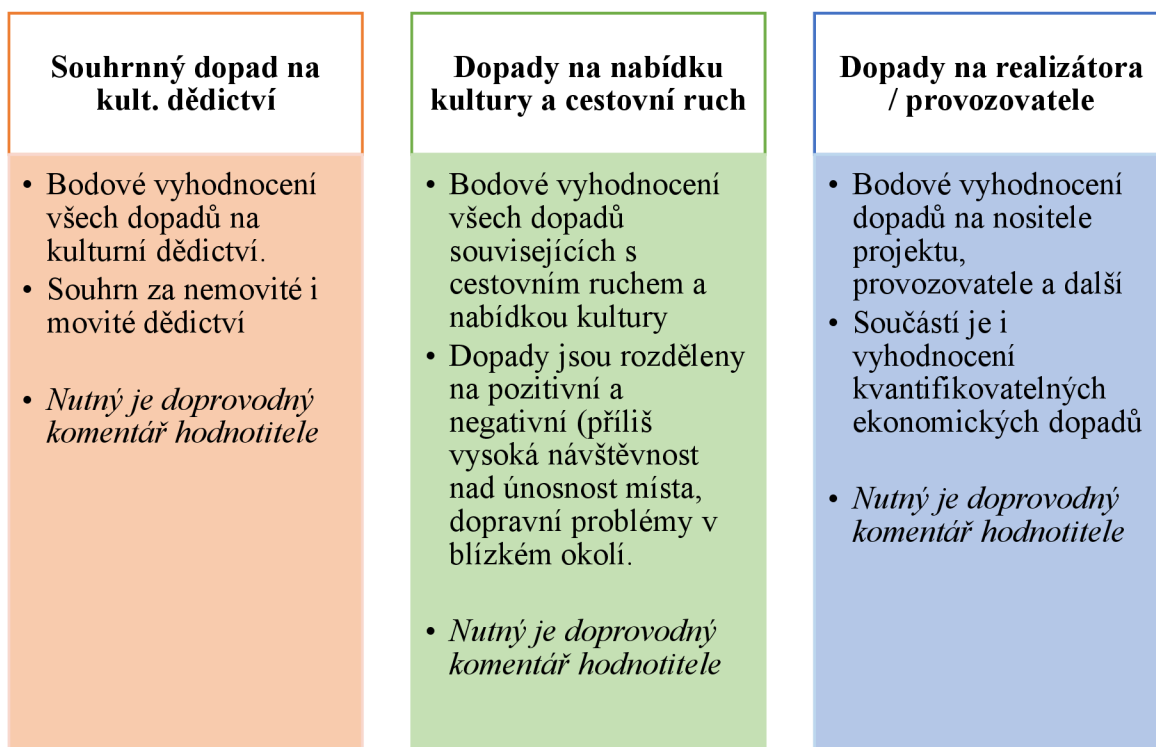 Souhrnný dopad na
kult. dědictví
• Bodové vyhodnocení
všech dopadů na
kulturní dědictví.
• Souhrn za nemovité i
movité dědictví
• Nutný je doprovodný
komentář hodnotitele
Dopady na nabídku
kultury a cestovní ruch
• Bodové vyhodnocení
všech dopadů
souvisejících s
cestovním ruchem a
nabídkou kultury
• Dopady jsou rozděleny
na pozitivní a
negativní (příliš
vysoká návštěvnost
nad únosnost místa,
dopravní problémy v
blízkém okolí.
• Nutný je doprovodný
komentář hodnotitele
Dopady na realizátora
/ provozovatele
• Bodové vyhodnocení
dopadů na nositele
projektu,
provozovatele a další
• Součástí je i
vyhodnocení
kvantifikovatelných
ekonomických dopadů
• Nutný je doprovodný
komentář hodnotitele